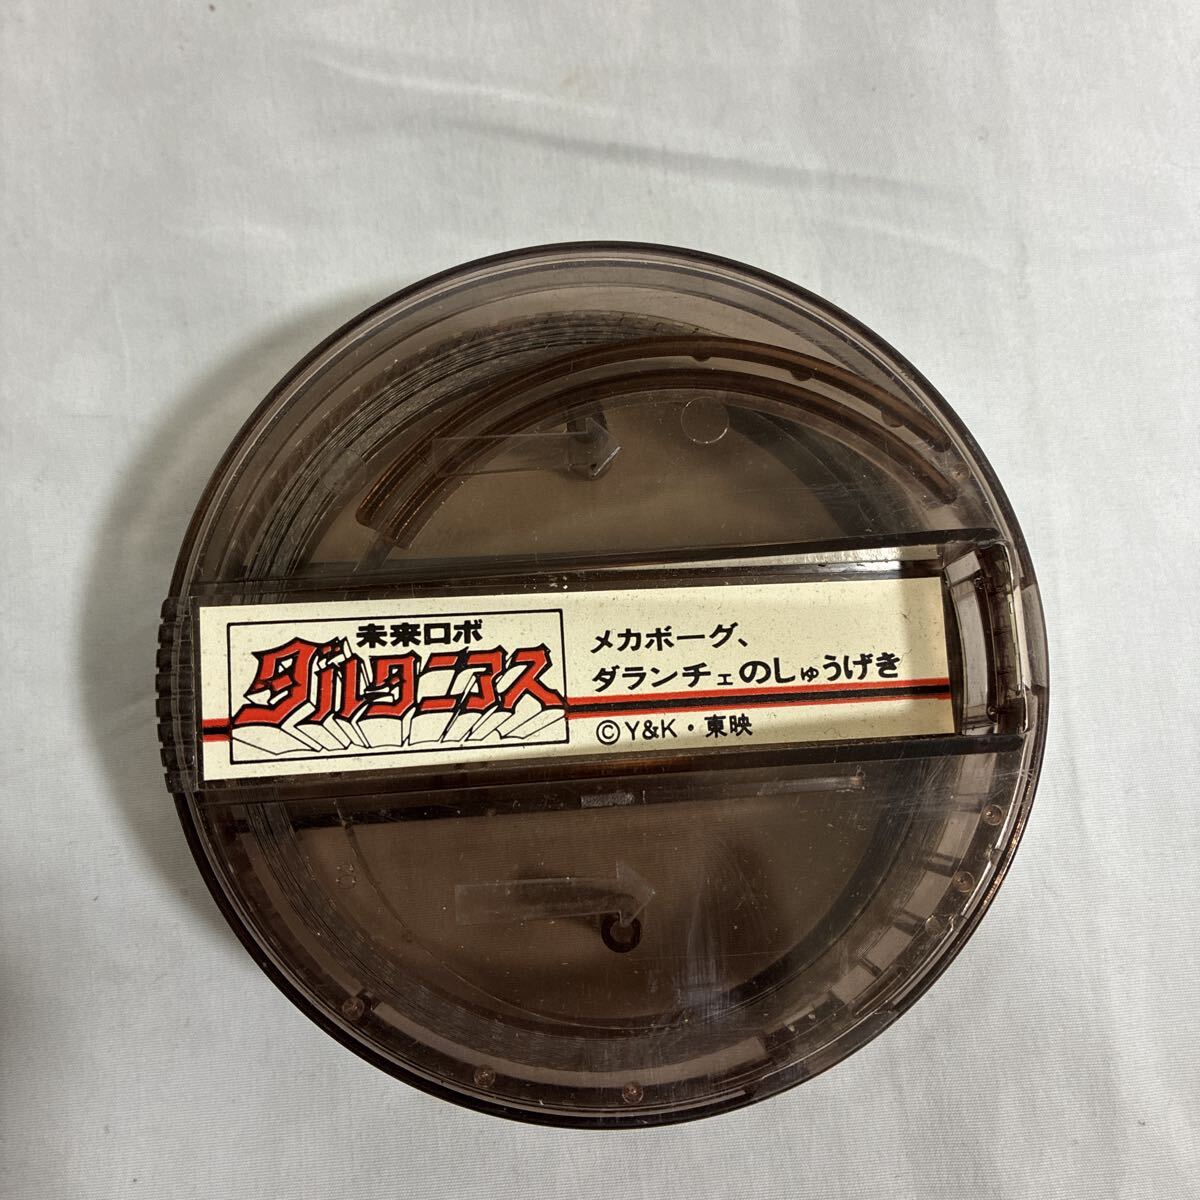 未来ロボ
ダルタニアス
メカボーグ、
ダランチェのしゅうげき
©Y&K・東映
70